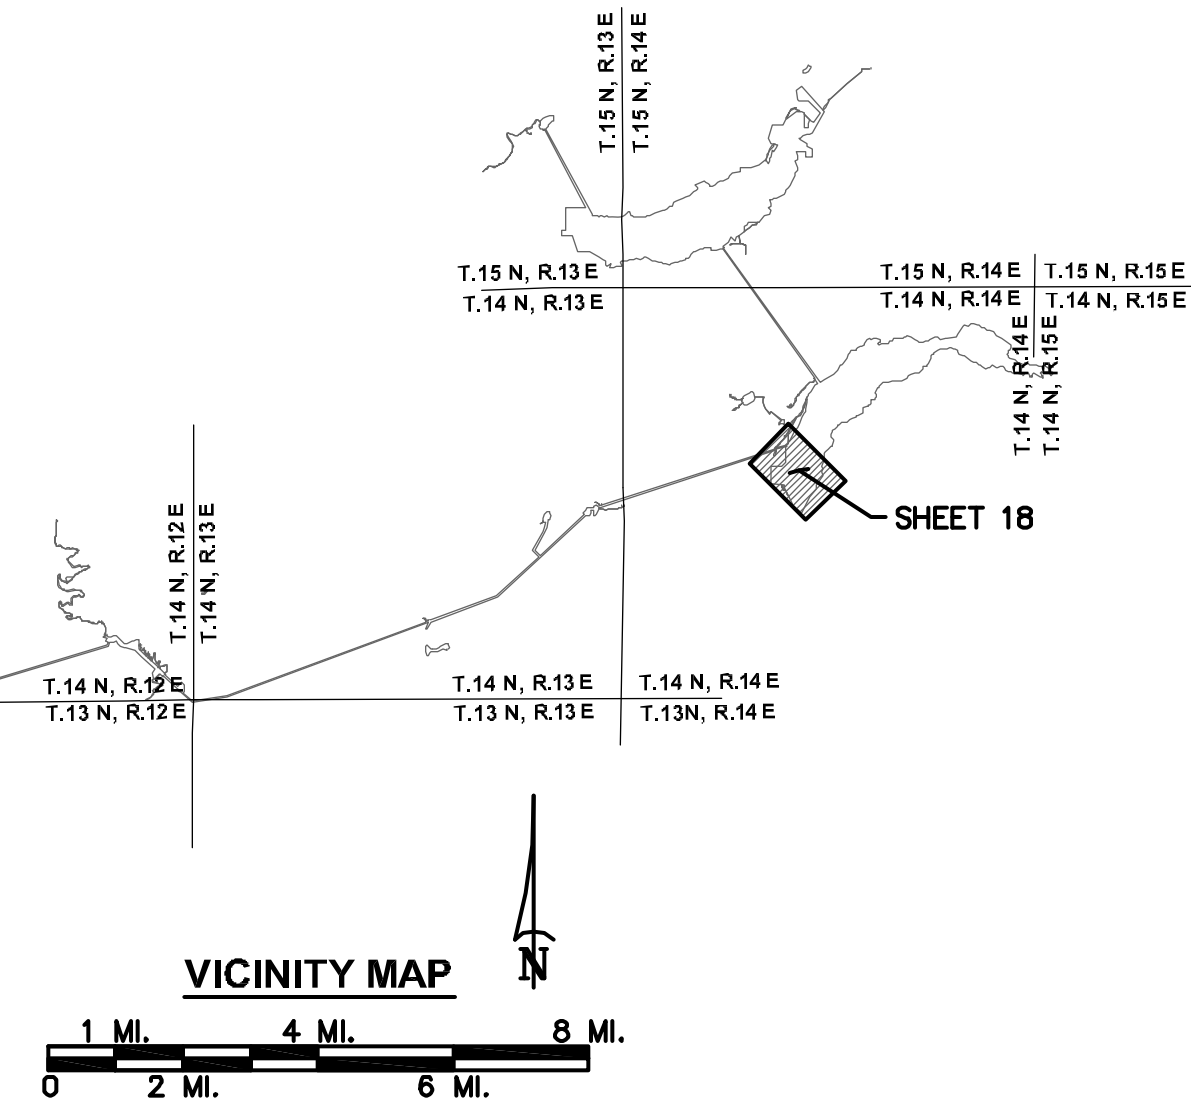 T.15 N, R.13 E
T.15 N, R.14 E
T.15 N, R.13 E
T.14 N, R.13 E
T.15 N, R.14 E
T.14 N, R.14 E
T.15 N, R.15 E
T.14 N, R.15 E
T.14 N, R.14 E
T.14 N, R.15 E
SHEET 18
T.14 N, R.12 E
T.14 N, R.13 E
T.14 N, R.12 E
T.13 N, R.12 E
T.14 N, R.13 E
T.13 N, R.13 E
T.14 N, R.14 E
T.13N, R.14 E
N
VICINITY MAP
1 MI. 4 MI. 8 MI.
0 2 MI. 6 MI.